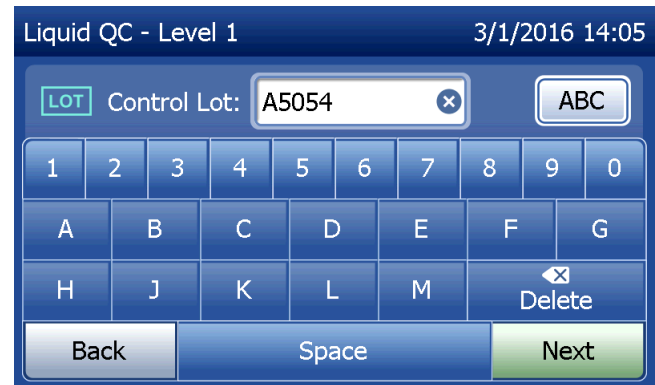 Liquid QC - Level 1 3/1/2016 14:05
LOT Control Lot: A5054 ABC
1 2 3 4 5 6 7 8 9 0
A B C D E F G
H J K L M Delete
Back Space Next